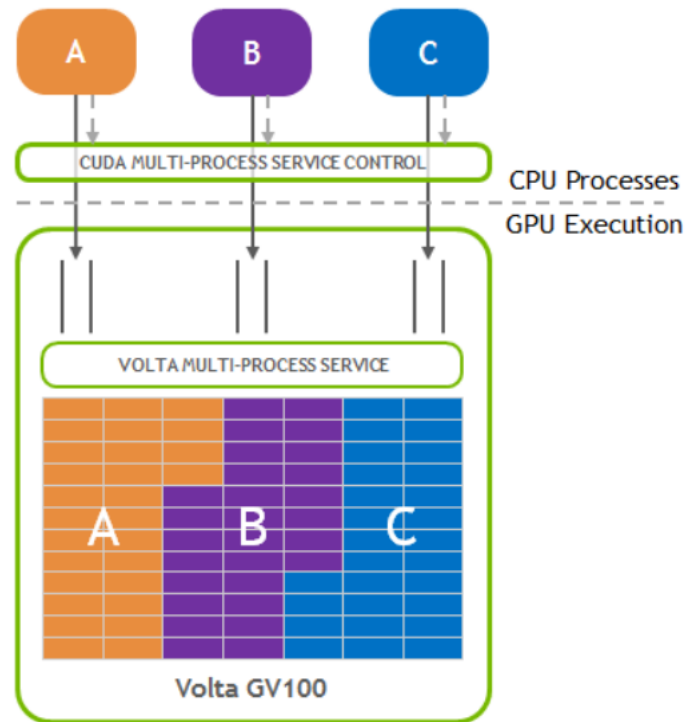 A B C
CUDA MULTI-PROCESS SERVICE CONTROL
CPU Processes
GPU Execution
VOLTA MULTI-PROCESS SERVICE
A B C
Volta GV100